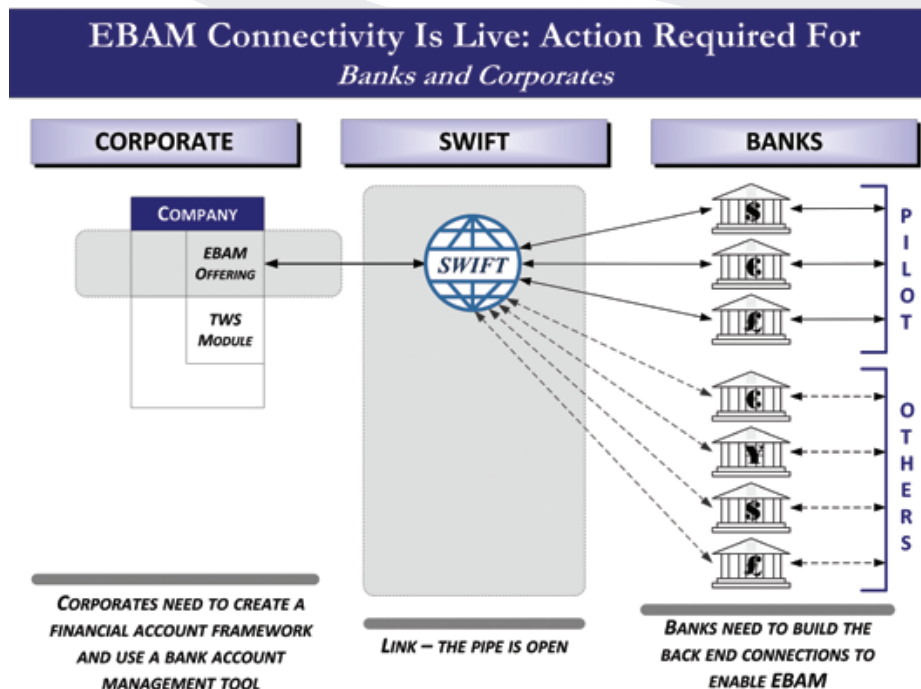 EBAM Connectivity Is Live: Action Required For
Banks and Corporates
CORPORATE
SWIFT
BANKS
COMPANY
EBAM
OFFERING
TWS
MODULE
SWIFT
$
€
£
PILOT
€
¥
$
£
OTHERS
CORPORATES NEED TO CREATE A
FINANCIAL ACCOUNT FRAMEWORK
AND USE A BANK ACCOUNT
MANAGEMENT TOOL
LINK – THE PIPE IS OPEN
BANKS NEED TO BUILD THE
BACK END CONNECTIONS TO
ENABLE EBAM